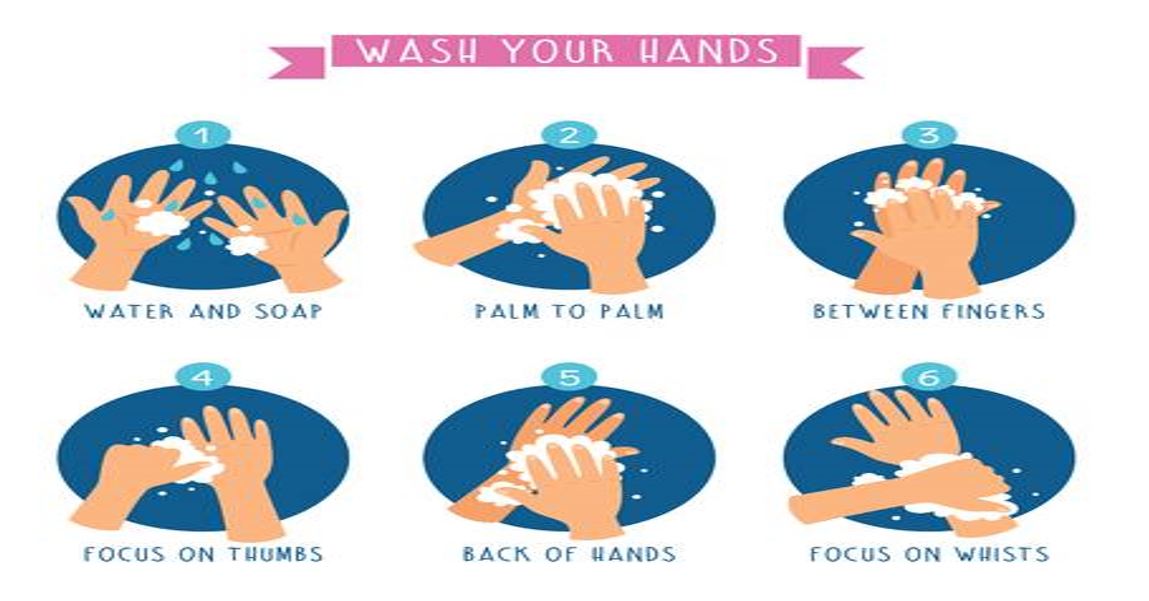 WASH YOUR HANDS
1
2
3
WATER AND SOAP
PALM TO PALM
BETWEEN FINGERS
4
5
6
FOCUS ON THUMBS
BACK OF HANDS
FOCUS ON WHISTS